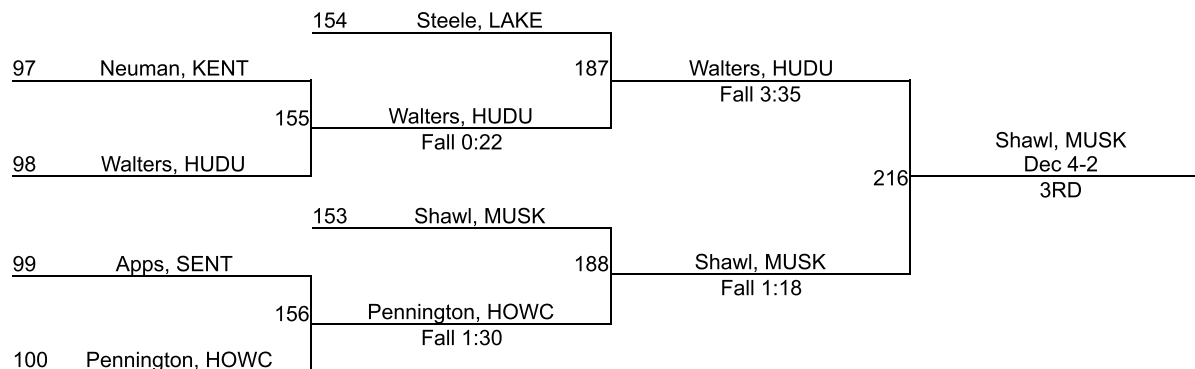 154 Steele, LAKE
97 Neuman, KENT
187 Walters, HUDU
Fall 3:35
155 Walters, HUDU
Fall 0:22
98 Walters, HUDU
Shawl, MUSK
Dec 4-2
216
3RD
153 Shawl, MUSK
99 Apps, SENT
188 Shawl, MUSK
Fall 1:18
156 Pennington, HOWC
Fall 1:30
100 Pennington, HOWC